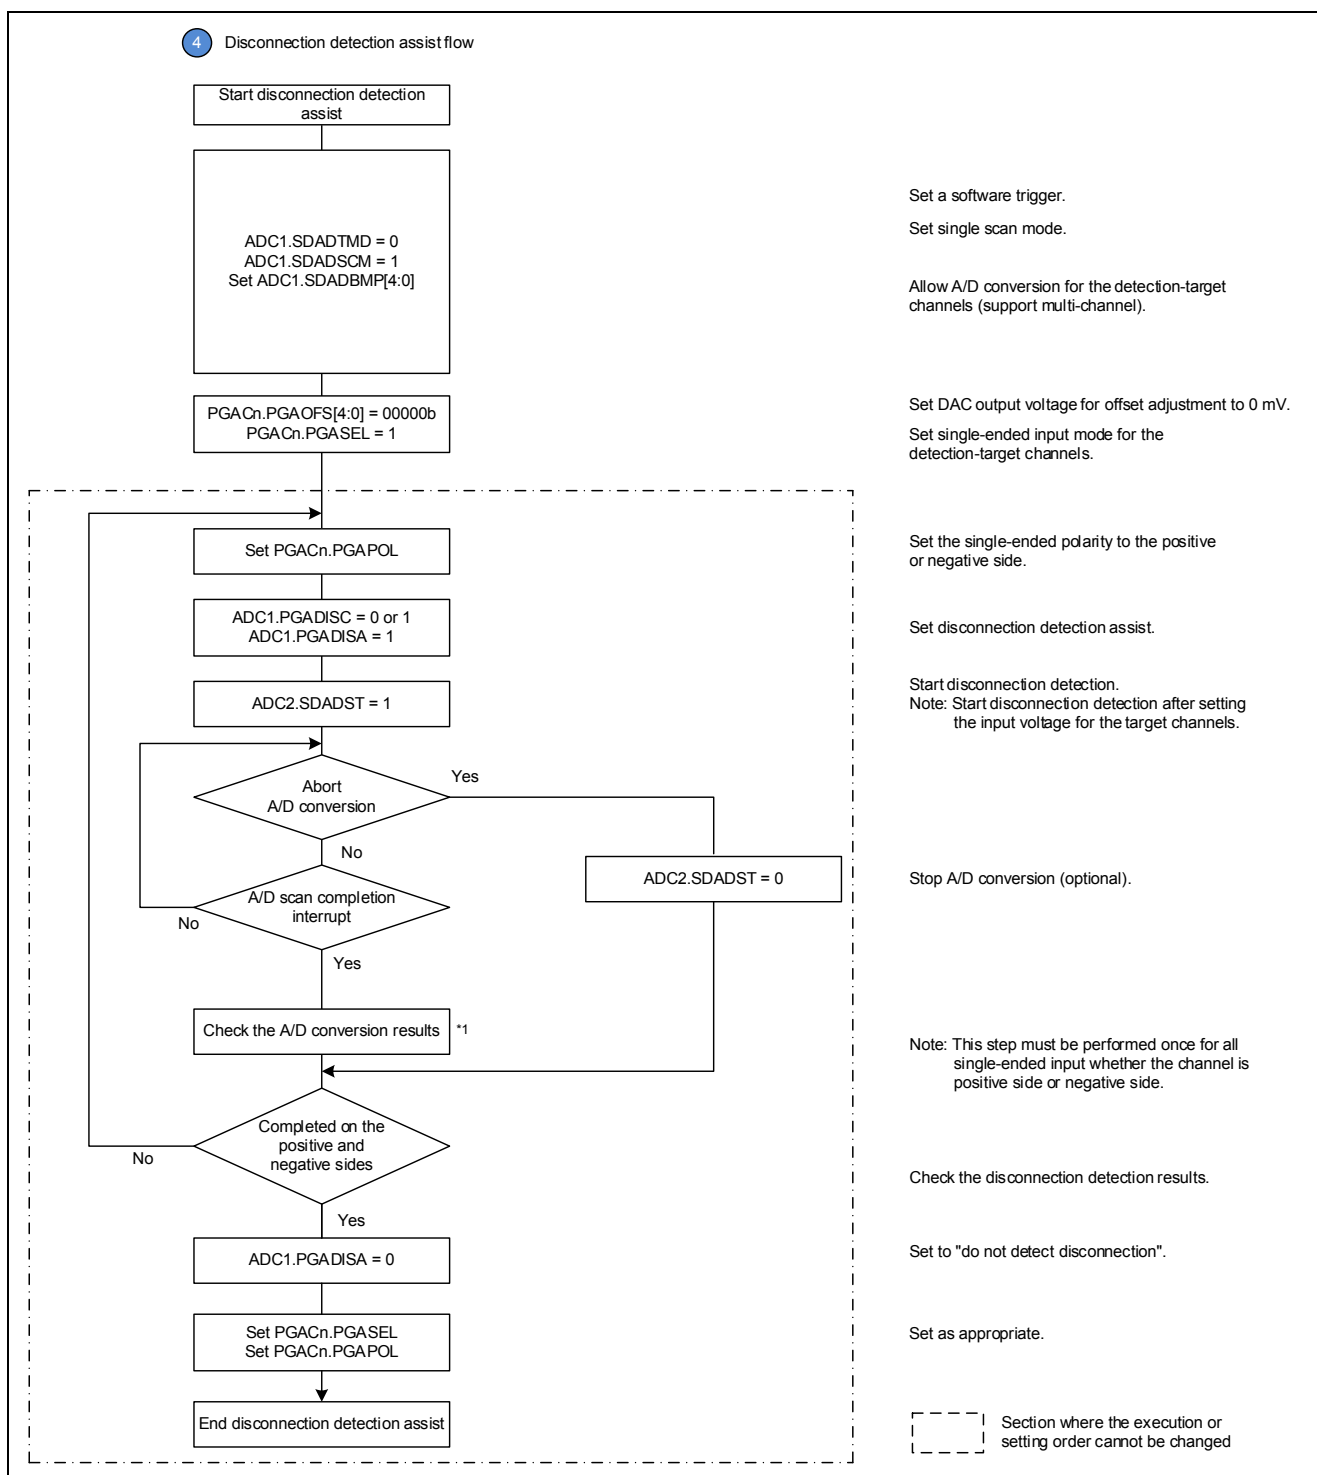 4 Disconnection detection assist flow
Start disconnection detection
assist
Set a software trigger.
Set single scan mode.
ADC1.SDADTMD = 0
ADC1.SDADSCM = 1
Set ADC1.SDADBMP[4:0]
Allow A/D conversion for the detection-target
channels (support multi-channel).
PGACn.PGAOFS[4:0] = 00000b
PGACn.PGASEL = 1
Set DAC output voltage for offset adjustment to 0 mV.
Set single-ended input mode for the
detection-target channels.
Set PGACn.PGAPOL
Set the single-ended polarity to the positive
or negative side.
ADC1.PGADISC = 0 or 1
ADC1.PGADISA = 1
Set disconnection detection assist.
ADC2.SDADST = 1
Start disconnection detection.
Note: Start disconnection detection after setting
the input voltage for the target channels.
Abort
A/D conversion
Yes
No
ADC2.SDADST = 0
Stop A/D conversion (optional).
A/D scan completion
interrupt
No
Yes
Check the A/D conversion results *1
Note: This step must be performed once for all
single-ended input whether the channel is
positive side or negative side.
Completed on the
positive and
negative sides
No
Check the disconnection detection results.
Yes
ADC1.PGADISA = 0
Set to "do not detect disconnection".
Set PGACn.PGASEL
Set PGACn.PGAPOL
Set as appropriate.
End disconnection detection assist
Section where the execution or
setting order cannot be changed